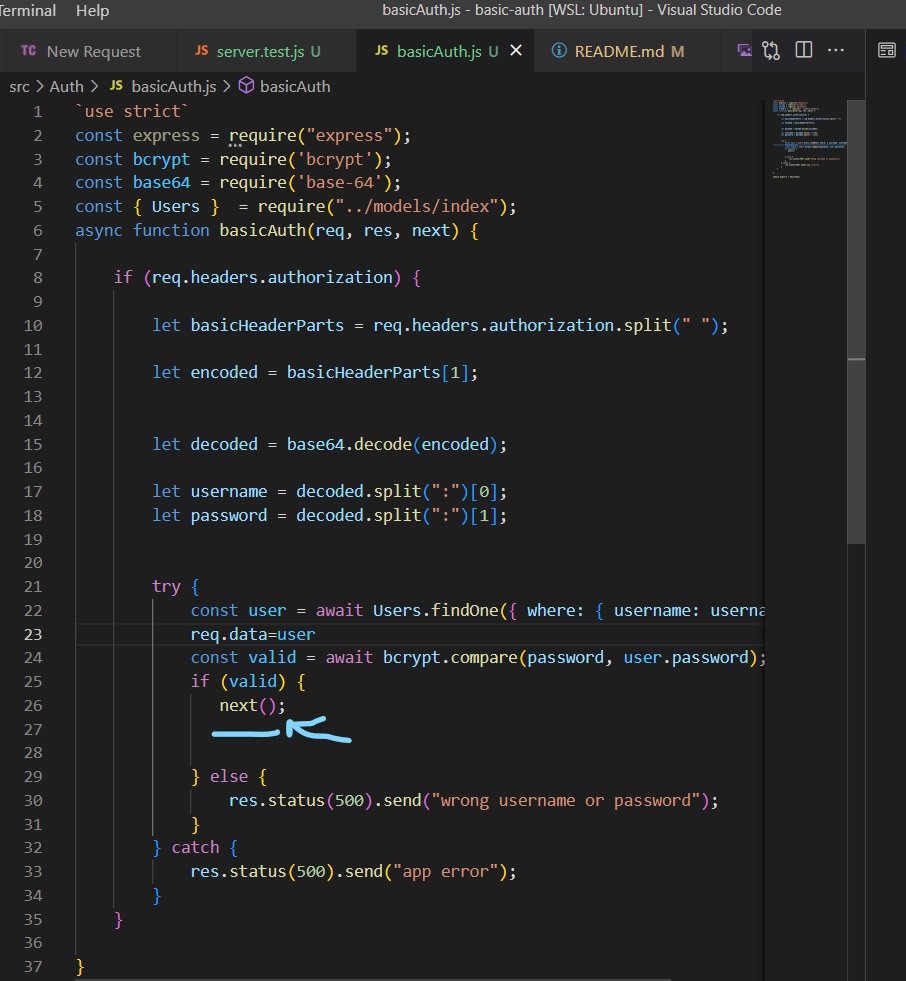 Terminal Help basicAuth.js - basic-auth [WSL: Ubuntu] - Visual Studio Code
TC New Request JS server.test.js U JS basicAuth.js U README.md M
src > Auth > JS basicAuth.js > basicAuth
1 `use strict`
2 const express = require("express");
3 const bcrypt = require('bcrypt');
4 const base64 = require('base-64');
5 const { Users }  = require("../models/index");
6 async function basicAuth(req, res, next) {
7
8 if (req.headers.authorization) {
9
10 let basicHeaderParts = req.headers.authorization.split(" ");
11
12 let encoded = basicHeaderParts[1];
13
14
15 let decoded = base64.decode(encoded);
16
17 let username = decoded.split(":")[0];
18 let password = decoded.split(":")[1];
19
20
21 try {
22 const user = await Users.findOne({ where: { username: userna
23 req.data=user
24 const valid = await bcrypt.compare(password, user.password);
25 if (valid) {
26 next();
27
28
29 } else {
30 res.status(500).send("wrong username or password");
31 }
32 } catch {
33 res.status(500).send("app error");
34 }
35 }
36
37 }